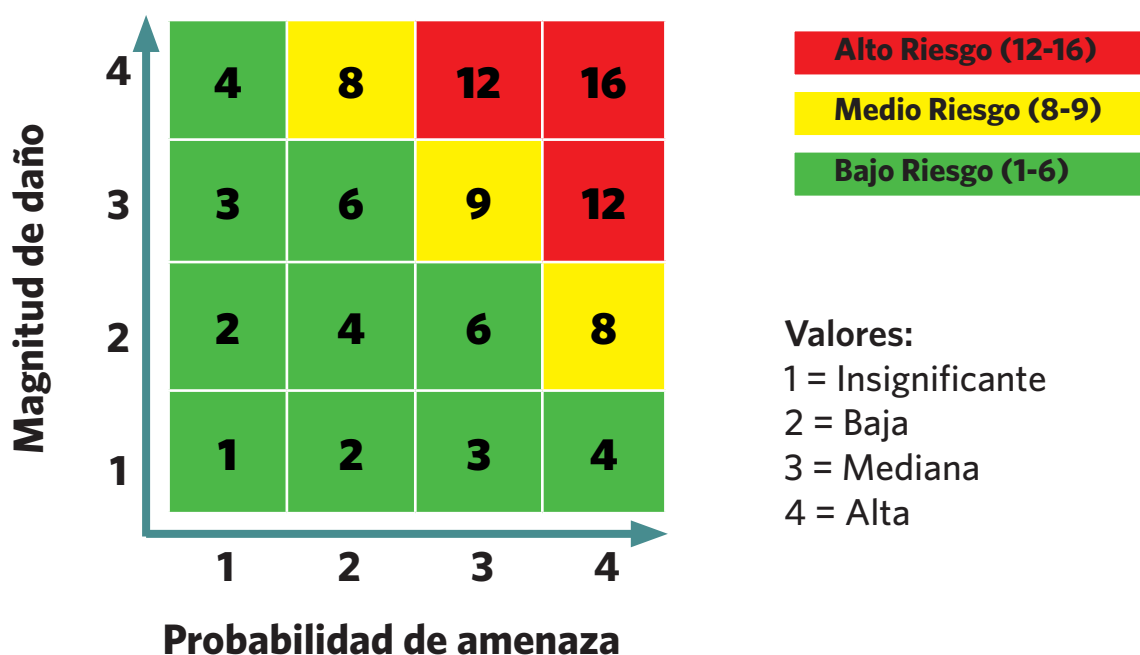 Magnitud de daño
4
4 8 12 16
3
3 6 9 12
2
2 4 6 8
1
1 2 3 4
1 2 3 4
Probabilidad de amenaza
Alto Riesgo (12-16)
Medio Riesgo (8-9)
Bajo Riesgo (1-6)
Valores:
1 = Insignificante
2 = Baja
3 = Mediana
4 = Alta